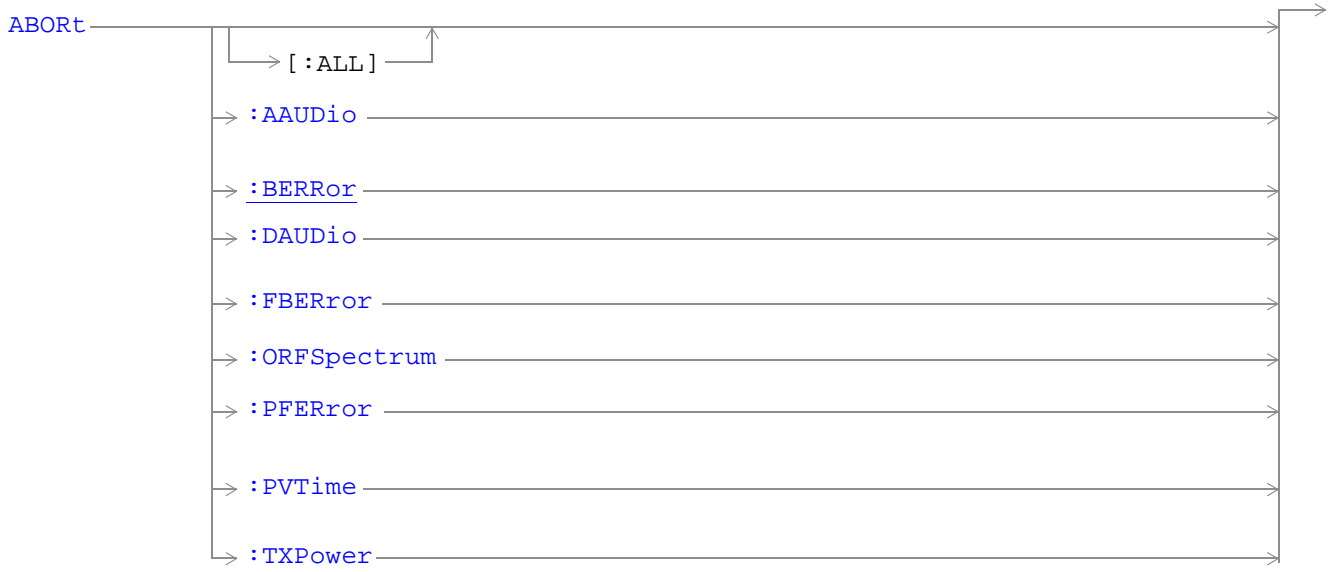 ABORt
[:ALL]
:AAUDio
:BERRor
:DAUDio
:FBERror
:ORFSpectrum
:PFERror
:PVTime
:TXPower